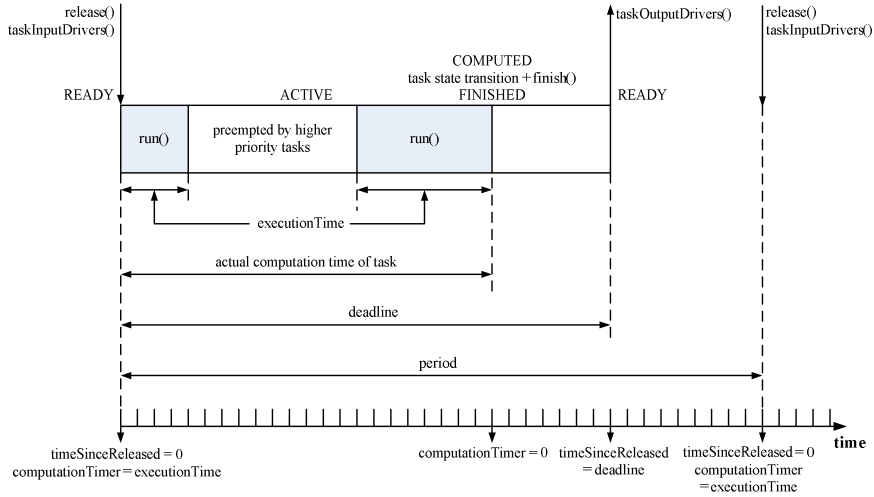 release()
taskInputDrivers()
taskOutputDrivers()
release()
taskInputDrivers()
COMPUTED
task state transition + finish()
READY
ACTIVE
FINISHED
READY
run()
preempted by higher
priority tasks
run()
executionTime
actual computation time of task
deadline
period
time
timeSinceReleased = 0
computationTimer = executionTime
computationTimer = 0
timeSinceReleased
= deadline
timeSinceReleased = 0
computationTimer
= executionTime